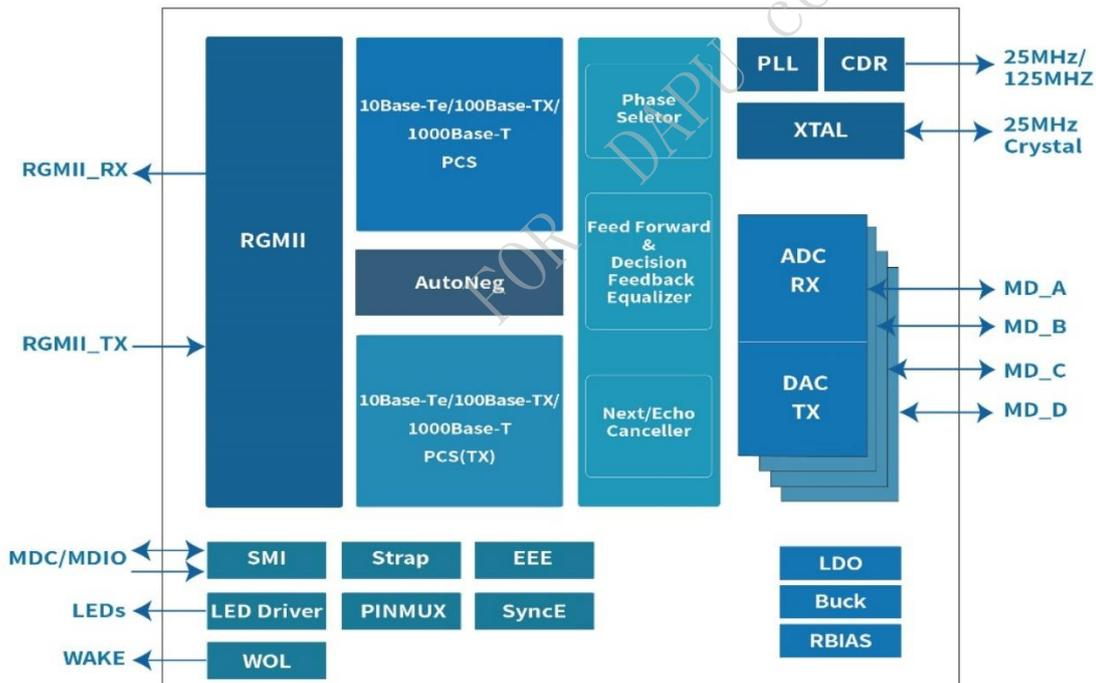 RGMII_RX
RGMII_TX
MDC/MDIO
LEDs
WAKE
RGMII
10Base-Te/100Base-TX/
1000Base-T
PCS
AutoNeg
10Base-Te/100Base-TX/
1000Base-T
PCS(TX)
Phase
Seletor
Feed Forward
&
Decision
Feedback
Equalizer
Next/Echo
Canceller
PLL
CDR
XTAL
25MHz/
125MHZ
25MHz
Crystal
ADC
RX
DAC
TX
MD_A
MD_B
MD_C
MD_D
SMI
Strap
EEE
LED Driver
PINMUX
SyncE
WOL
LDO
Buck
RBIAS
FOR DAPU